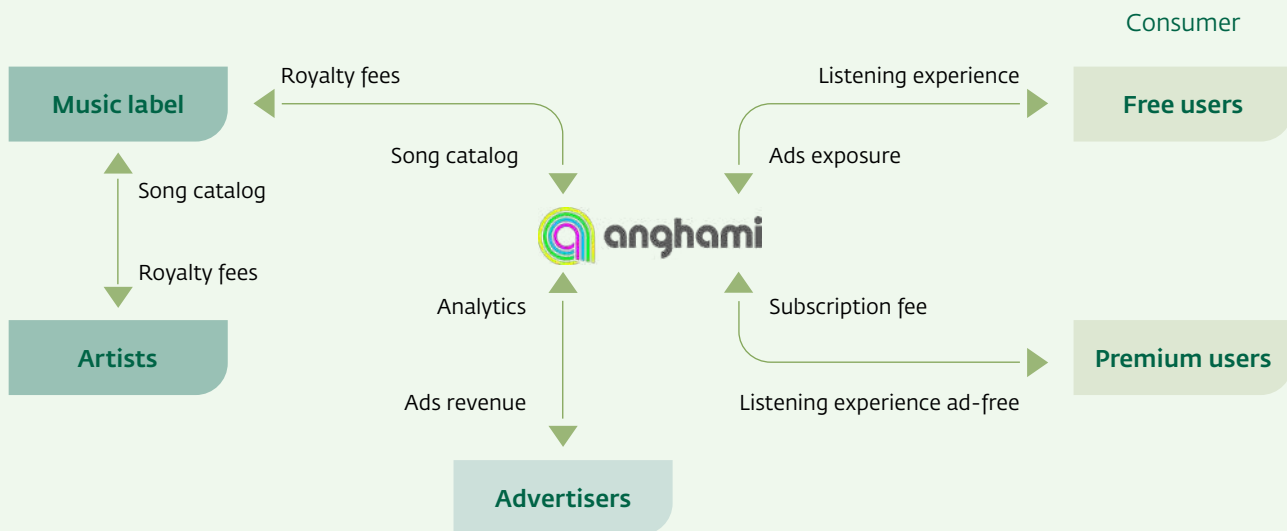 Consumer
Royalty fees
Listening experience
Music label
Free users
Song catalog
Ads exposure
Song catalog
anghami
Royalty fees
Analytics
Subscription fee
Artists
Premium users
Ads revenue
Listening experience ad-free
Advertisers